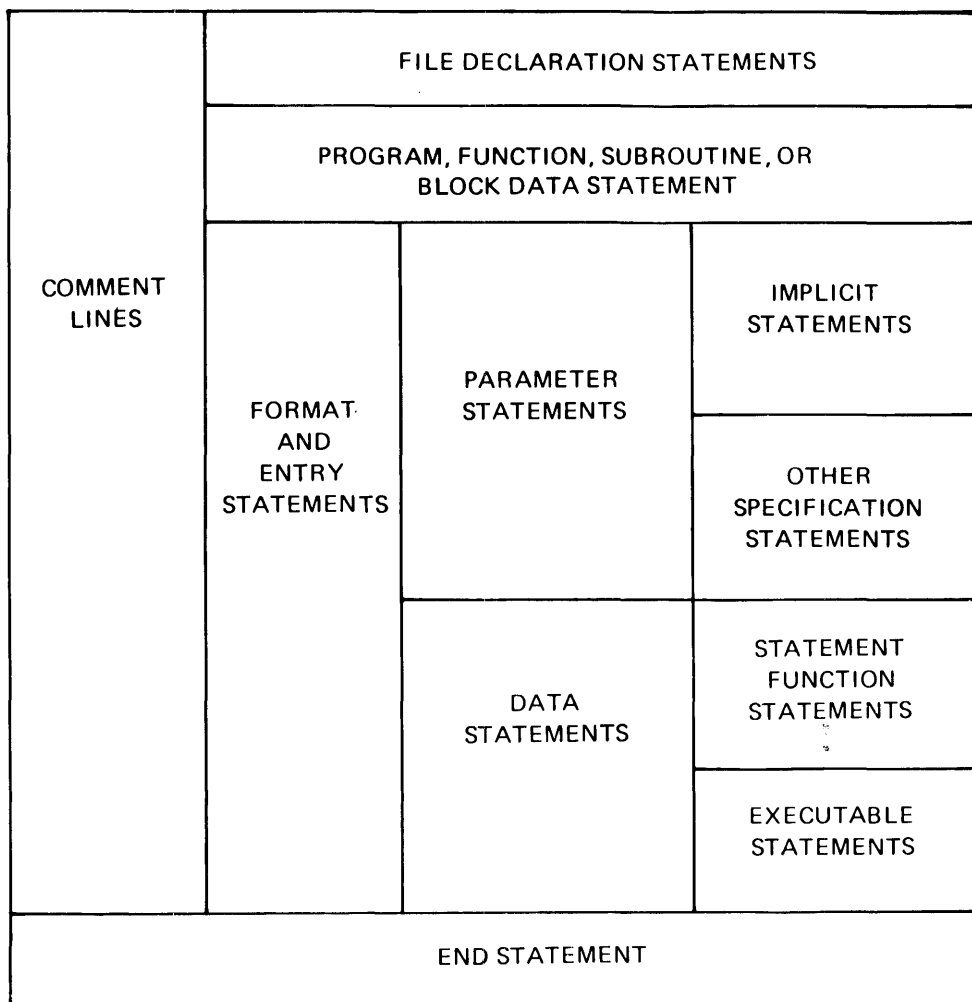 FILE DECLARATION STATEMENTS
PROGRAM, FUNCTION, SUBROUTINE, OR
BLOCK DATA STATEMENT
COMMENT
LINES
FORMAT
AND
ENTRY
STATEMENTS
PARAMETER
STATEMENTS
IMPLICIT
STATEMENTS
OTHER
SPECIFICATION
STATEMENTS
DATA
STATEMENTS
STATEMENT
FUNCTION
STATEMENTS
EXECUTABLE
STATEMENTS
END STATEMENT